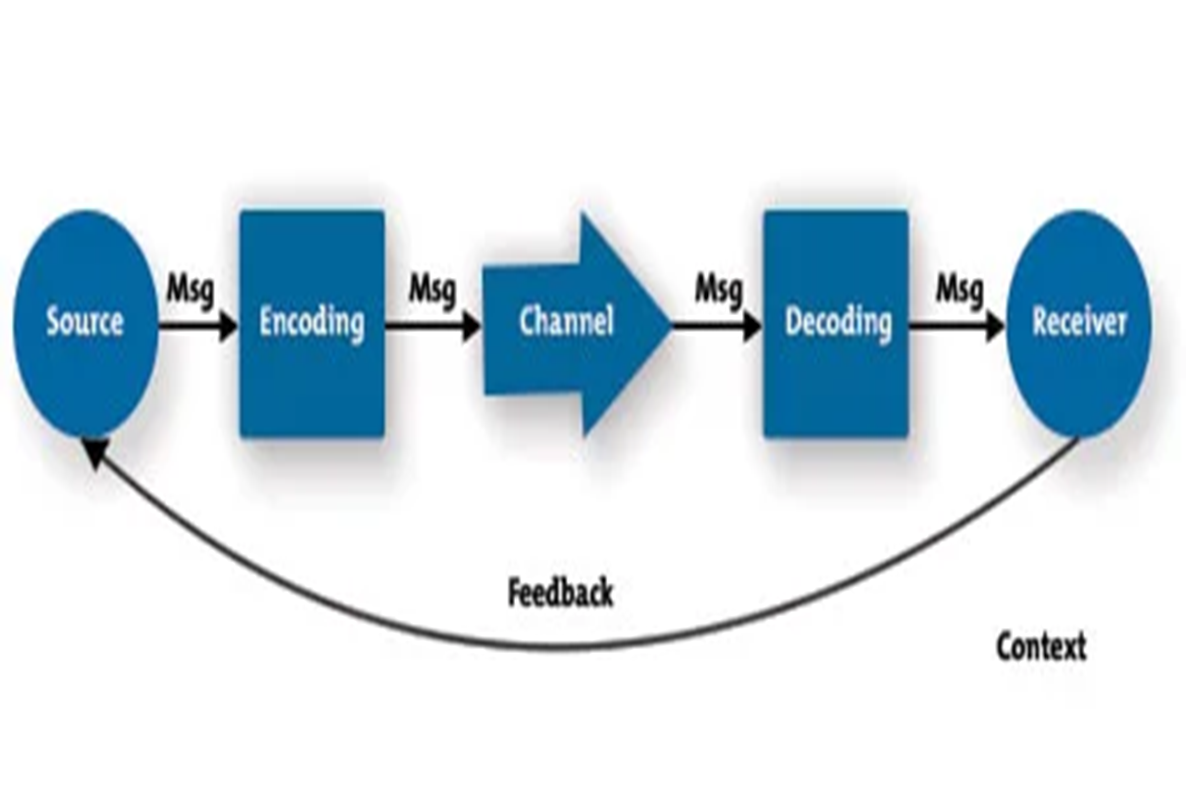 Source
Msg
Encoding
Msg
Channel
Msg
Decoding
Msg
Receiver
Feedback
Context